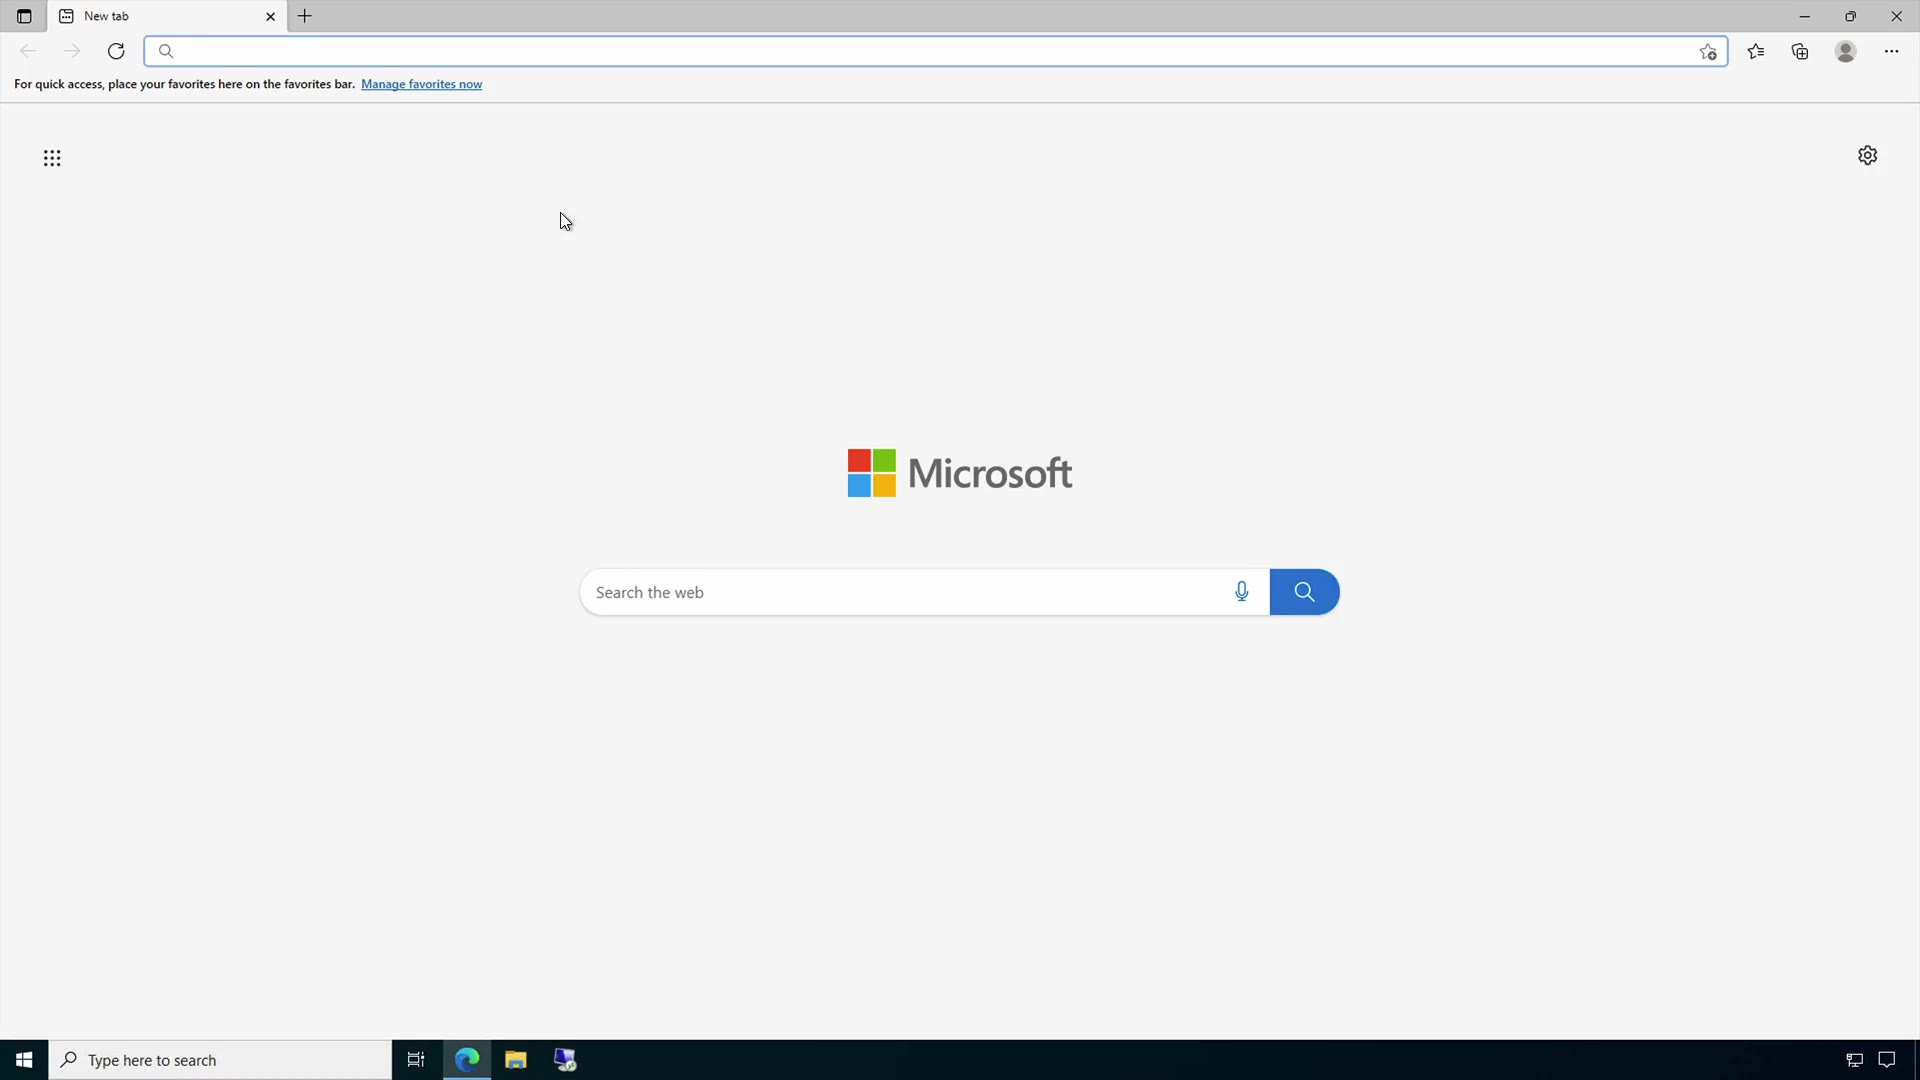 New tab
For quick access, place your favorites here on the favorites bar. Manage favorites now
Microsoft
Search the web
Type here to search